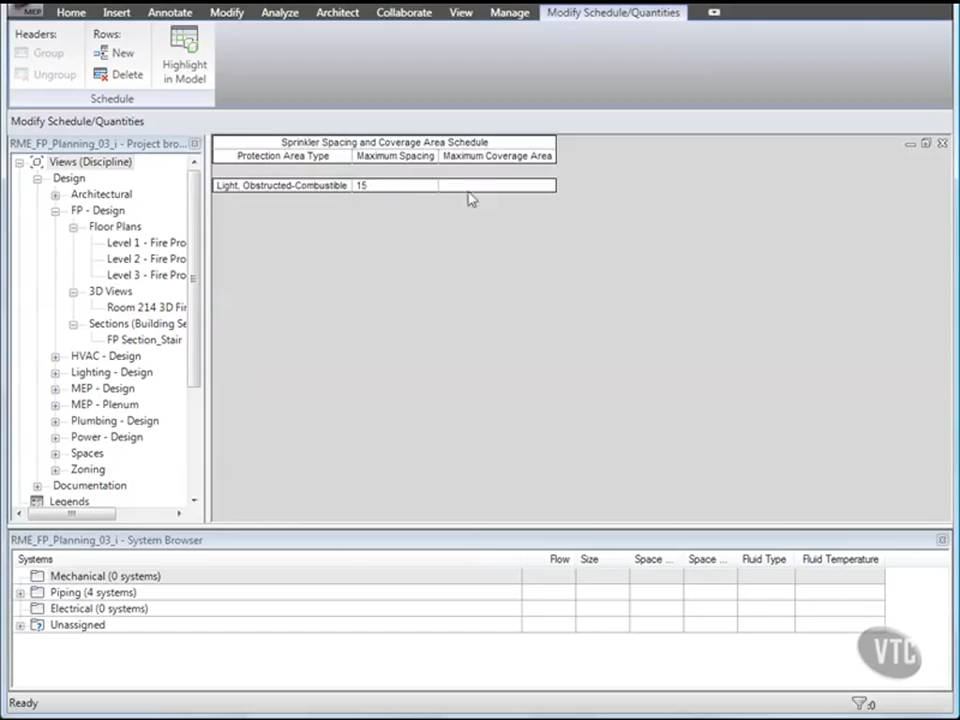 MEP Home Insert Annotate Modify Analyze Architect Collaborate View Manage Modify Schedule/Quantities
Headers: Rows:
Group New
Ungroup Delete
Highlight
in Model
Schedule
Modify Schedule/Quantities
RME_FP_Planning_03_i - Project bro...
Views (Discipline)
Design
Architectural
FP - Design
Floor Plans
Level 1 - Fire Pro
Level 2 - Fire Pro
Level 3 - Fire Pro
3D Views
Room 214 3D Fi
Sections (Building Se
FP Section_Stair
HVAC - Design
Lighting - Design
MEP - Design
MEP - Plenum
Plumbing - Design
Power - Design
Spaces
Zoning
Documentation
Legends
Sprinkler Spacing and Coverage Area Schedule
Protection Area Type Maximum Spacing Maximum Coverage Area
Light, Obstructed-Combustible 15
RME_FP_Planning_03_i - System Browser
Systems Flow Size Space ... Space ... Fluid Type Fluid Temperature
Mechanical (0 systems)
Piping (4 systems)
Electrical (0 systems)
Unassigned
VTC
Ready :0